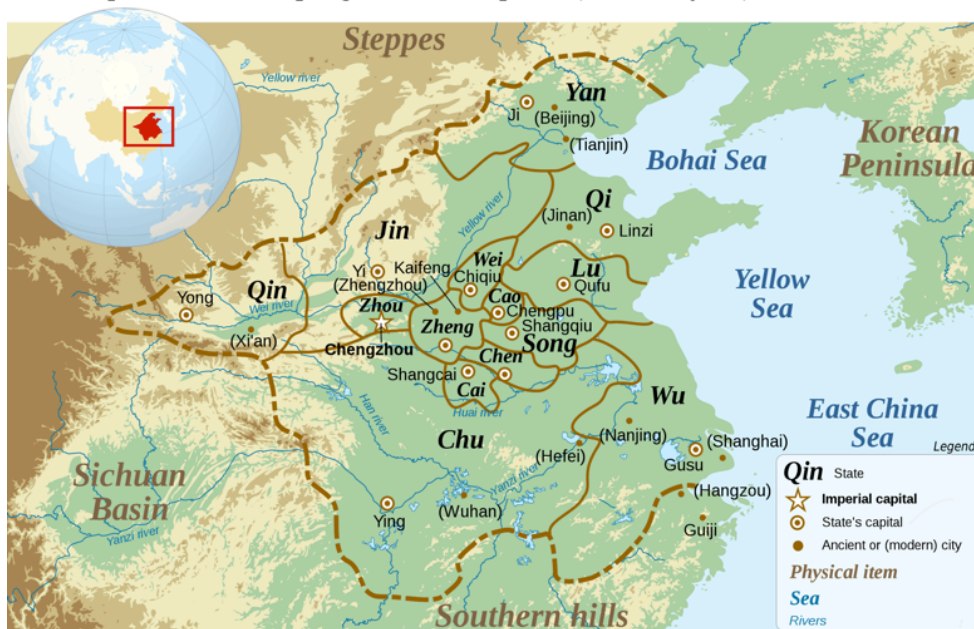 Steppes
Yellow river
Yan
Ji
(Beijing)
(Tianjin)
Bohai Sea
Korean
Peninsula
Yellow river
Qi
(Jinan)
Linzi
Jin
Wei
Lu
Yi
Kaifeng
(Zhengzhou)
Chiqiu
Qufu
Yellow
Sea
Yong
Qin
Wei river
Zhou
Cao
Chengpu
(Xi'an)
Zheng
Shangqiu
Song
Chengzhou
Chen
Shangcai
Cai
Huai river
Han river
Wu
East China
Sea
Chu
(Nanjing)
(Hefei)
Gusu
(Shanghai)
Sichuan
Basin
Yanzi river
(Hangzou)
Ying
(Wuhan)
Guiji
Yanzi river
Southern hills
Legend
Qin State
Imperial capital
State's capital
Ancient or (modern) city
Physical item
Sea
Rivers